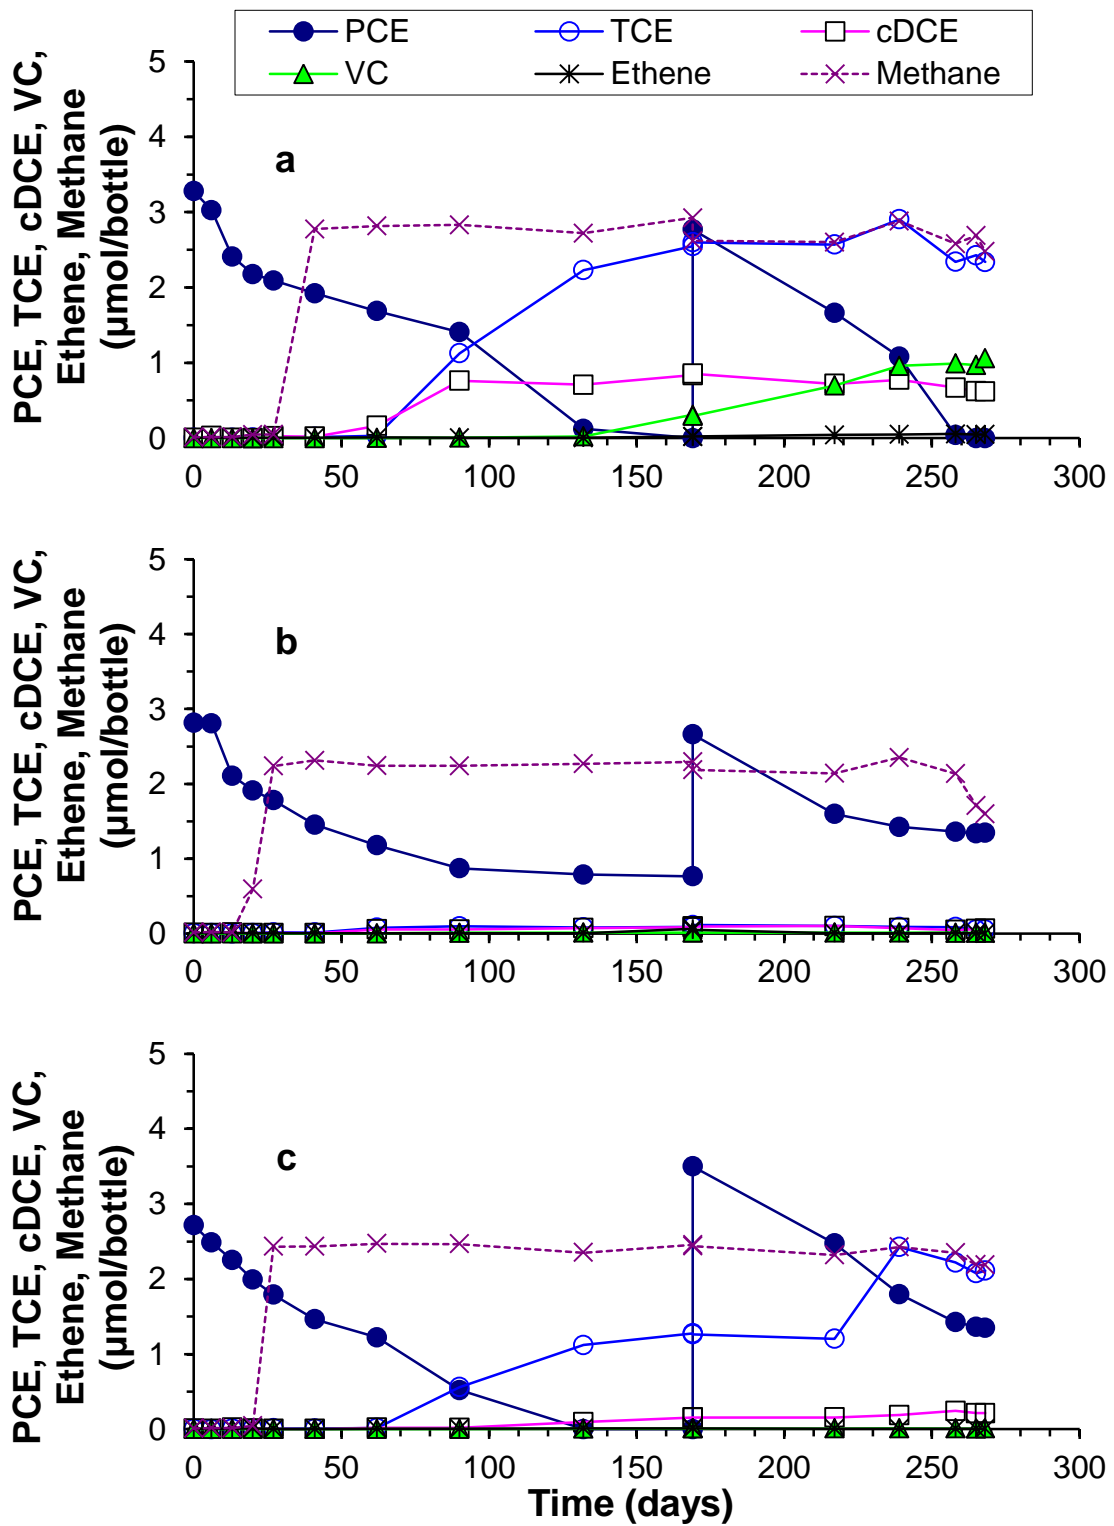 PCE TCE cDCE
VC Ethene Methane
PCE, TCE, cDCE, VC,
Ethene, Methane
(µmol/bottle)
5
4
3
2
1
0
a
0 50 100 150 200 250 300
PCE, TCE, cDCE, VC,
Ethene, Methane
(µmol/bottle)
5
4
3
2
1
0
b
0 50 100 150 200 250 300
PCE, TCE, cDCE, VC,
Ethene, Methane
(µmol/bottle)
5
4
3
2
1
0
c
0 50 100 150 200 250 300
Time (days)